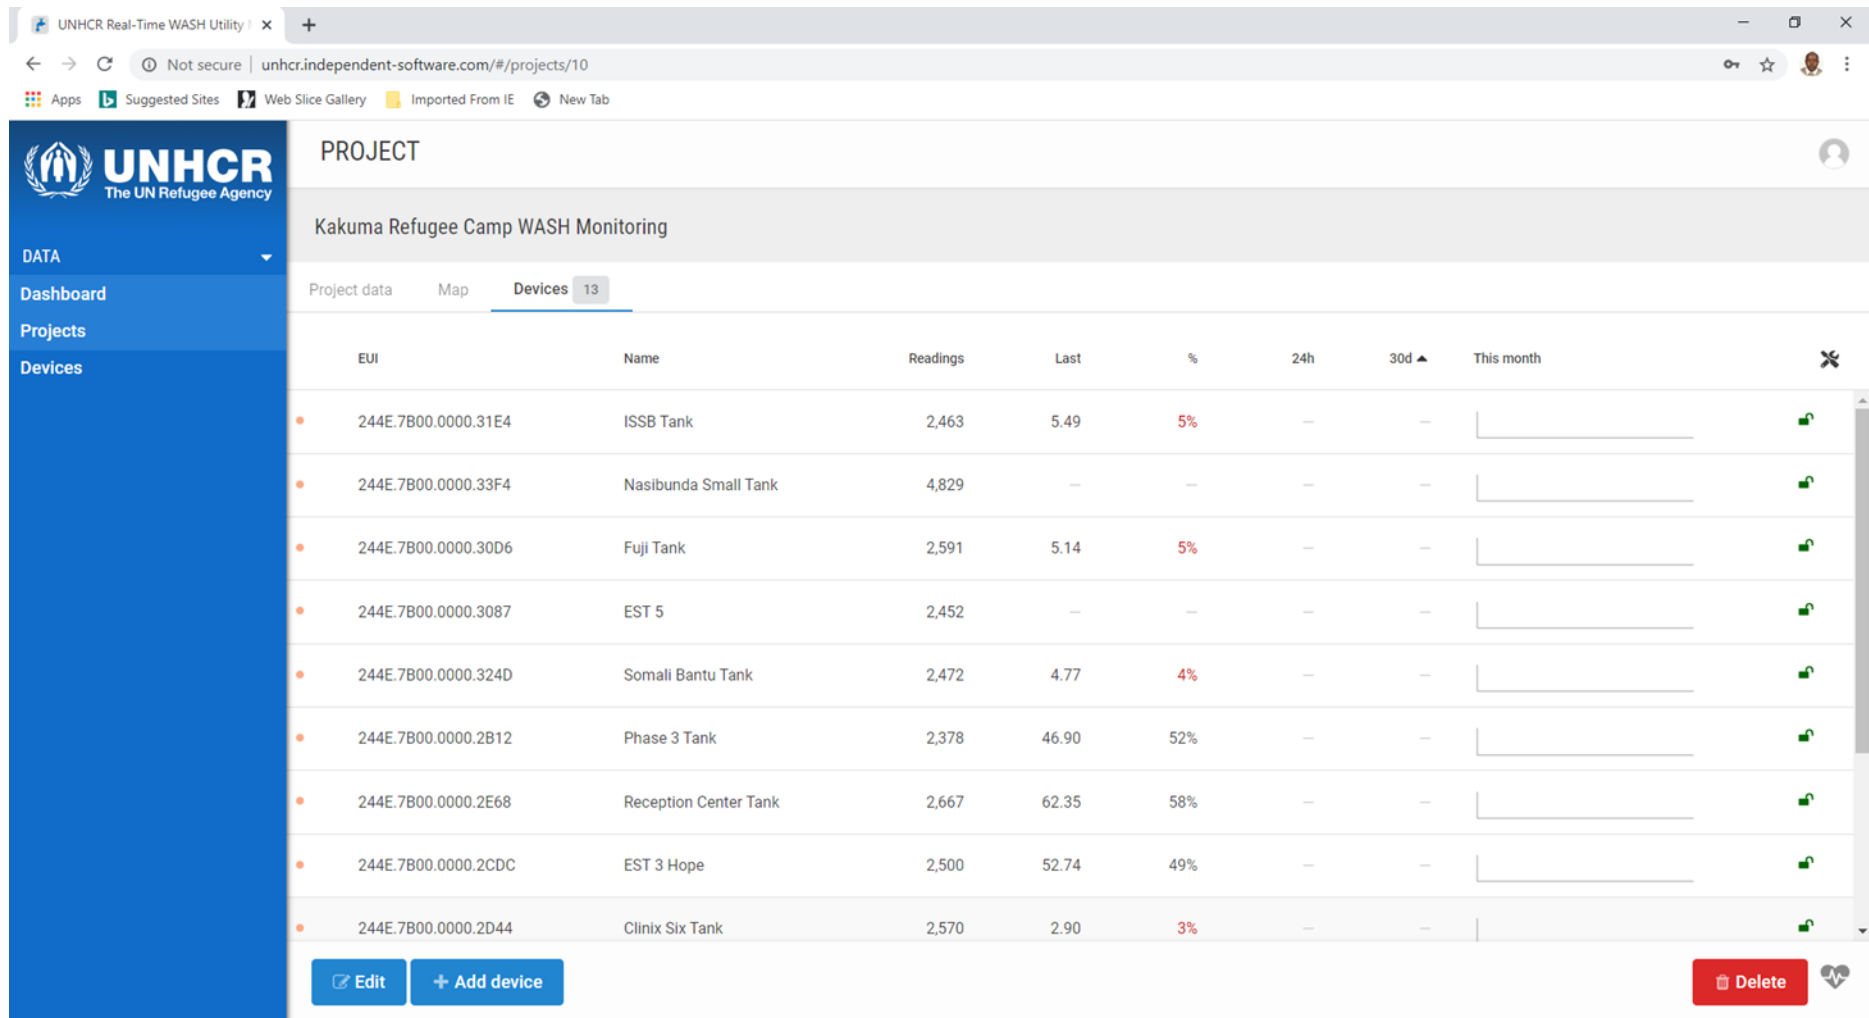 UNHCR Real-Time WASH Utility
Not secure | unhcr.independent-software.com/#/projects/10
Apps Suggested Sites Web Slice Gallery Imported From IE New Tab
UNHCR
The UN Refugee Agency
DATA
Dashboard
Projects
Devices
PROJECT
Kakuma Refugee Camp WASH Monitoring
Project data Map Devices 13
EUI Name Readings Last % 24h 30d This month
244E.7B00.0000.31E4 ISSB Tank 2,463 5.49 5% — —
244E.7B00.0000.33F4 Nasibunda Small Tank 4,829 — — — —
244E.7B00.0000.30D6 Fuji Tank 2,591 5.14 5% — —
244E.7B00.0000.3087 EST 5 2,452 — — — —
244E.7B00.0000.324D Somali Bantu Tank 2,472 4.77 4% — —
244E.7B00.0000.2B12 Phase 3 Tank 2,378 46.90 52% — —
244E.7B00.0000.2E68 Reception Center Tank 2,667 62.35 58% — —
244E.7B00.0000.2CDC EST 3 Hope 2,500 52.74 49% — —
244E.7B00.0000.2D44 Clinix Six Tank 2,570 2.90 3% — —
Edit + Add device Delete